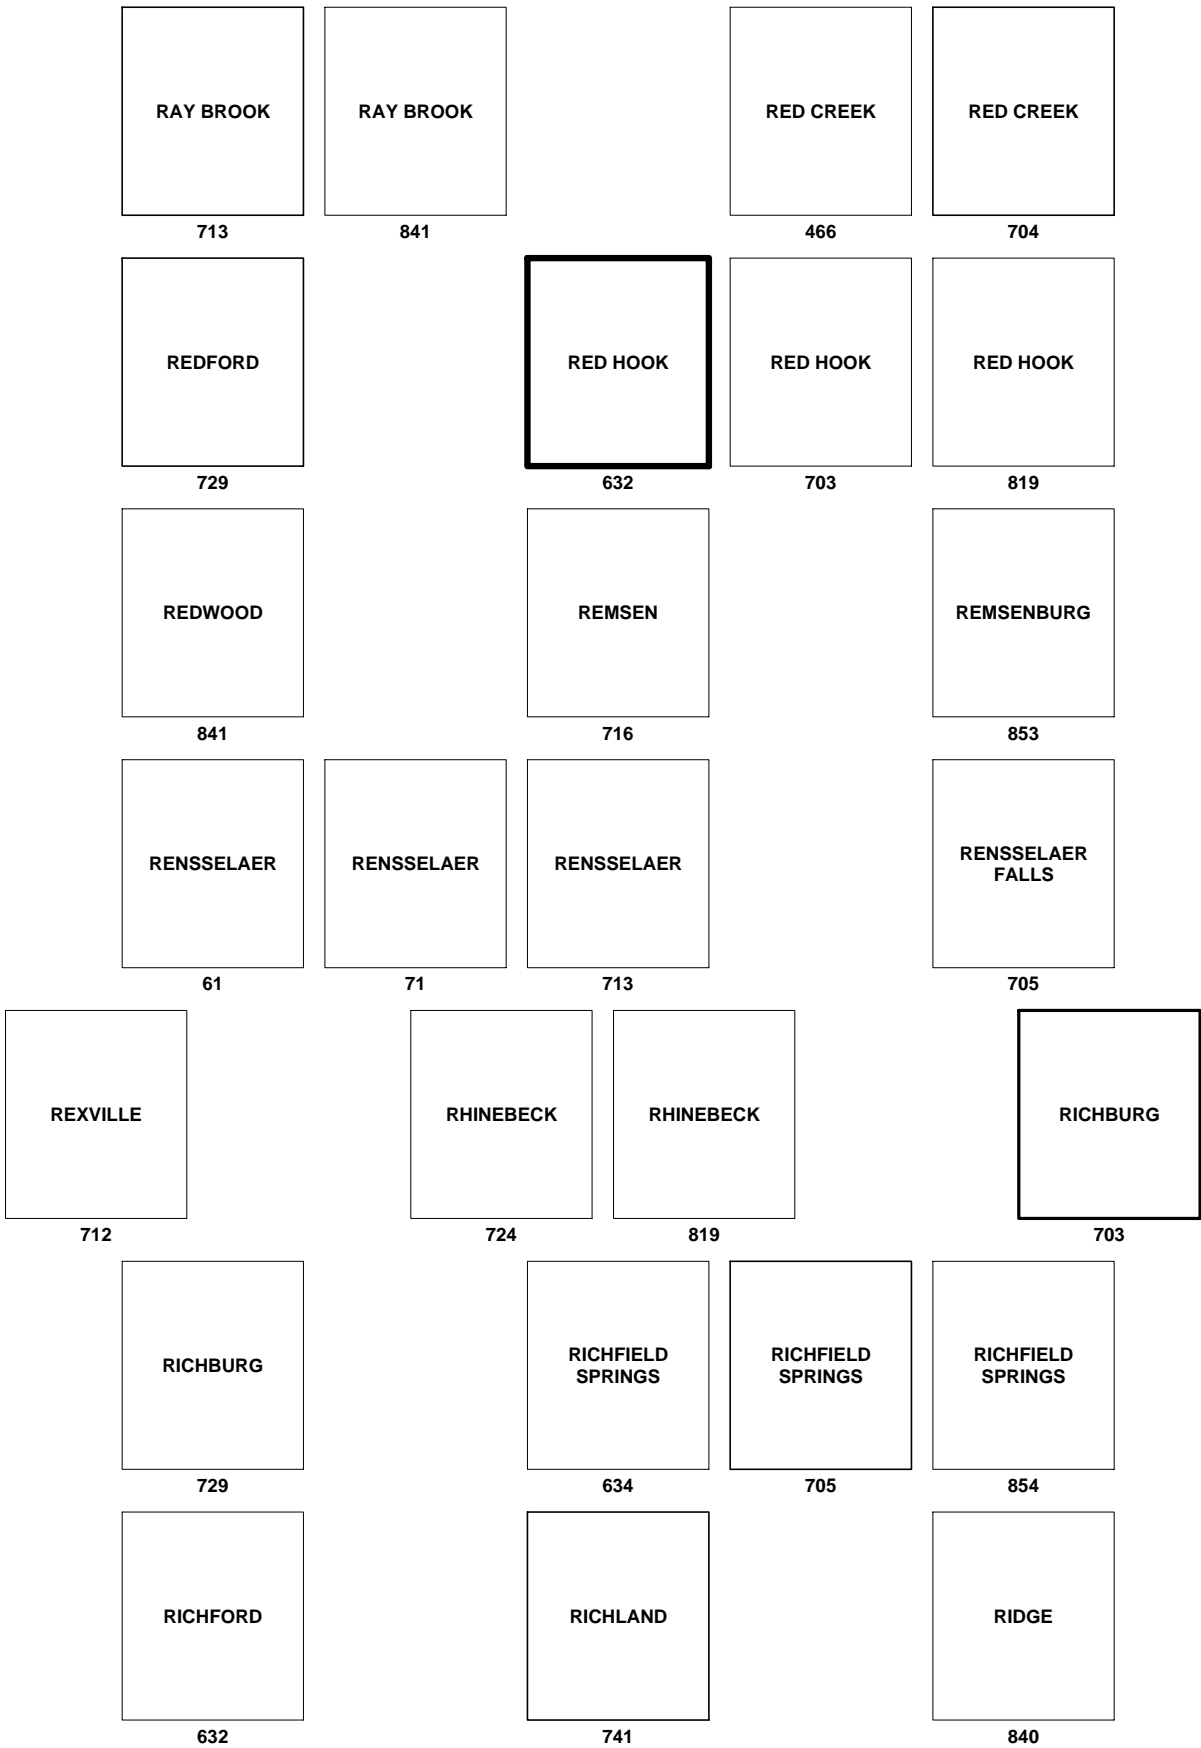 RAY BROOK
RAY BROOK
RED CREEK
RED CREEK
713
841
466
704
REDFORD
RED HOOK
RED HOOK
RED HOOK
729
632
703
819
REDWOOD
REMSEN
REMSENBURG
841
716
853
RENSSELAER
RENSSELAER
RENSSELAER
RENSSELAER
FALLS
61
71
713
705
REXVILLE
RHINEBECK
RHINEBECK
RICHBURG
712
724
819
703
RICHBURG
RICHFIELD
SPRINGS
RICHFIELD
SPRINGS
RICHFIELD
SPRINGS
729
634
705
854
RICHFORD
RICHLAND
RIDGE
632
741
840